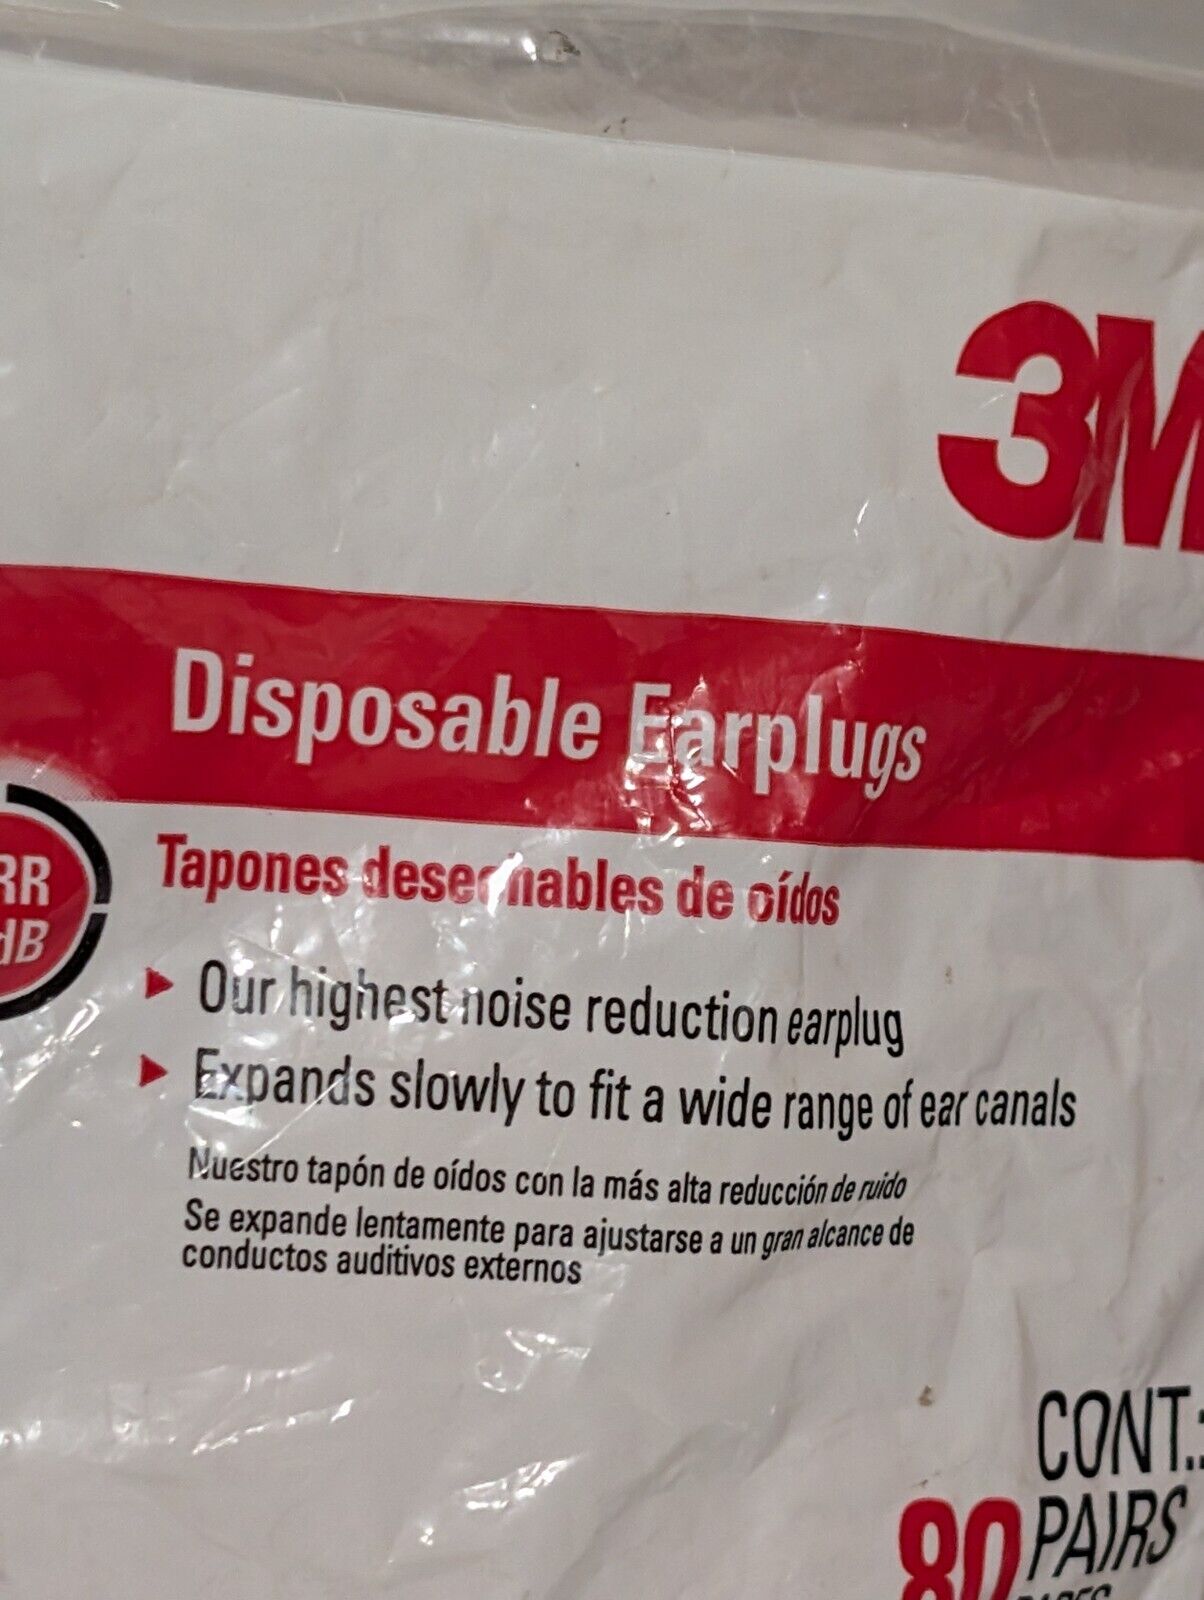 3M
Disposable Earplugs
RR
dB
Tapones desechables de oídos
Our highest noise reduction earplug
Expands slowly to fit a wide range of ear canals
Nuestro tapón de oídos con la más alta reducción de ruido
Se expande lentamente para ajustarse a un gran alcance de
conductos auditivos externos
CONT.:
80 PAIRS